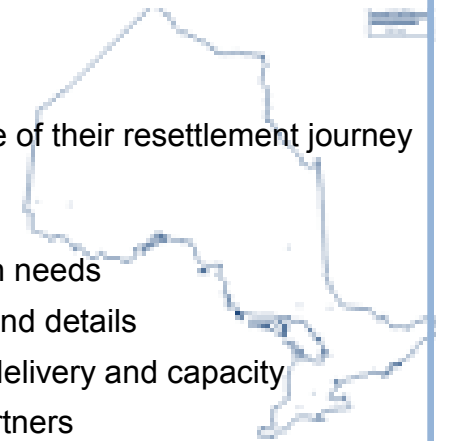 e of their resettlement journey
n needs
nd details
delivery and capacity
rtners